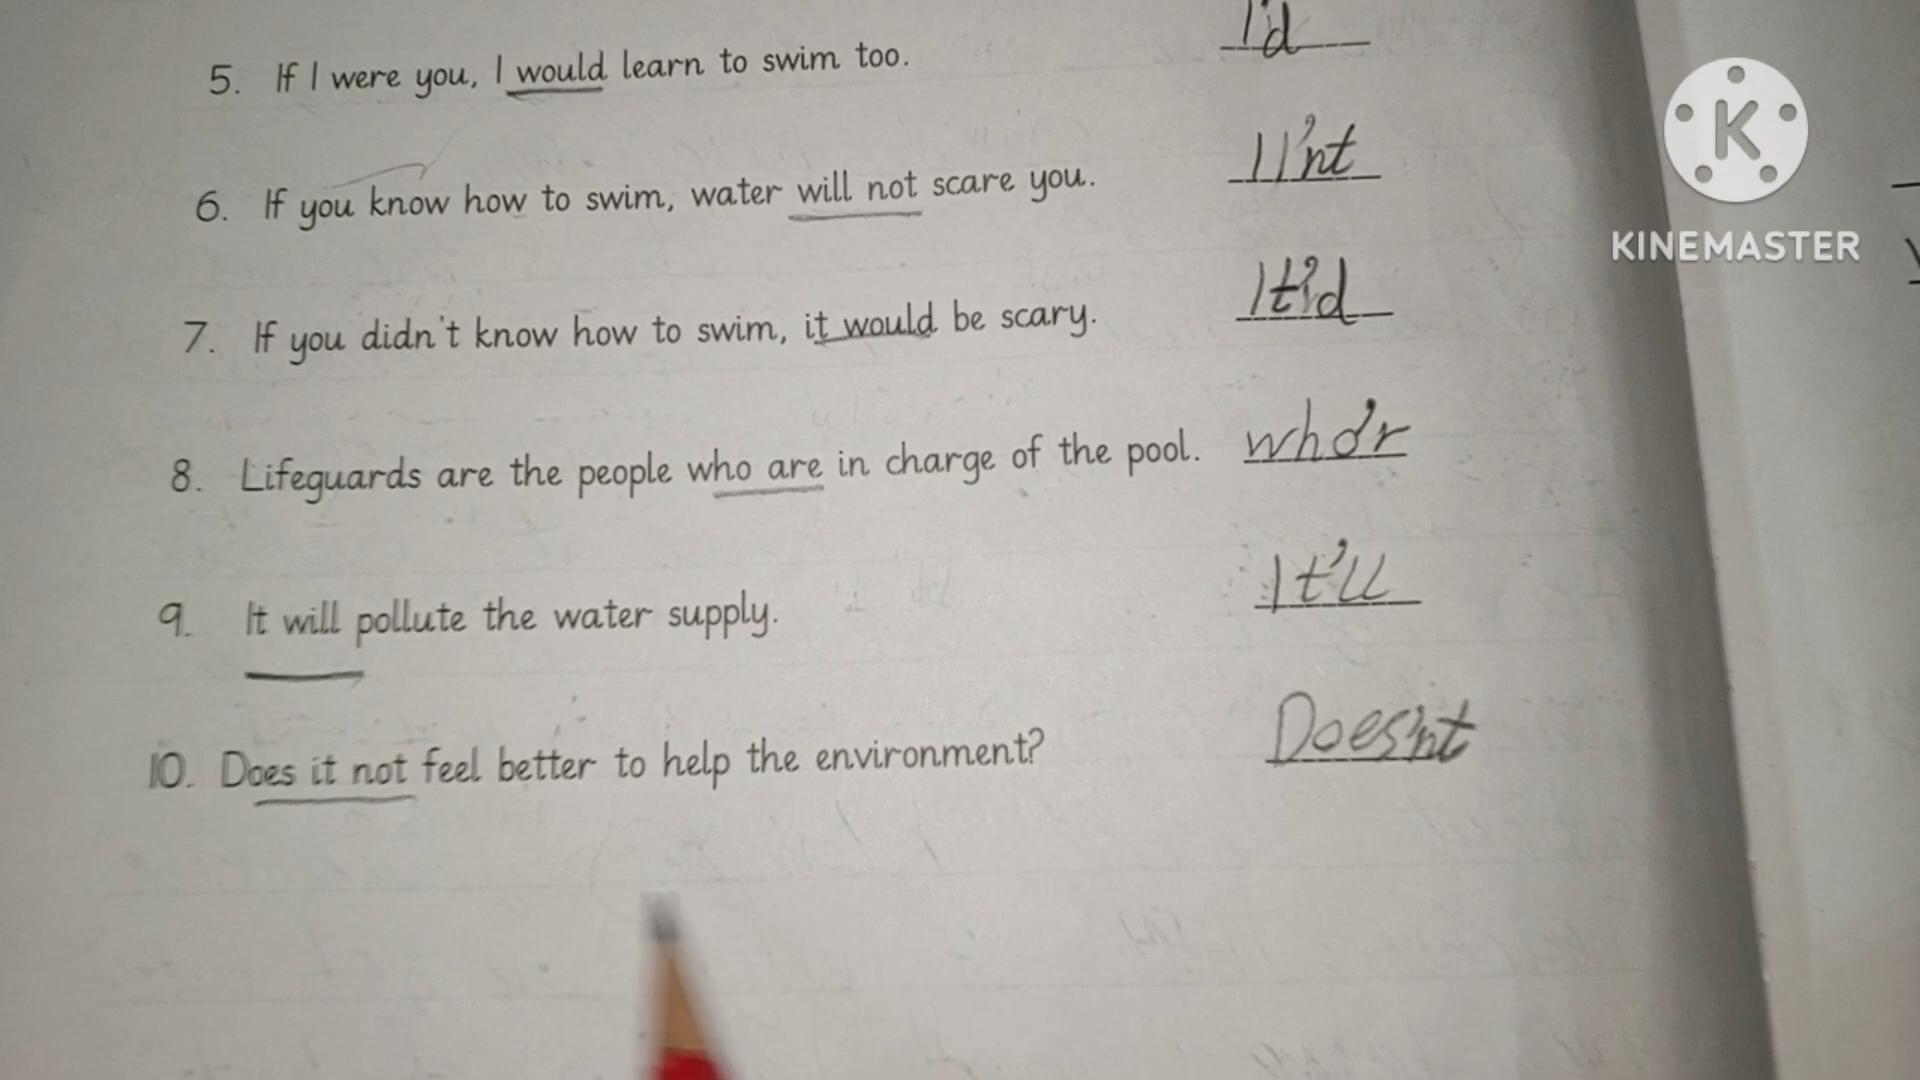 5. If I were you, I would learn to swim too. I'd
6. If you know how to swim, water will not scare you. ll'nt
7. If you didn't know how to swim, it would be scary. It'd
8. Lifeguards are the people who are in charge of the pool. who'r
9. It will pollute the water supply. It'll
10. Does it not feel better to help the environment? Does'nt
K
KINEMASTER